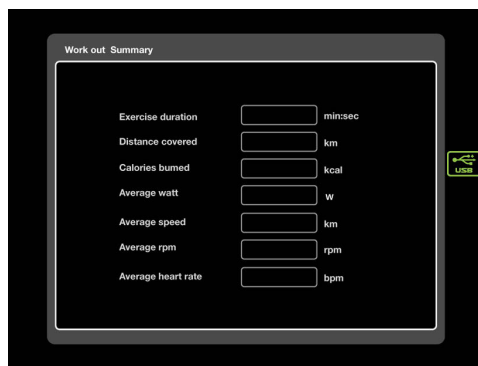 Work out Summary
Exercise duration min:sec
Distance covered km
Calories bumed kcal
Average watt W
Average speed km
Average rpm rpm
Average heart rate bpm
USB